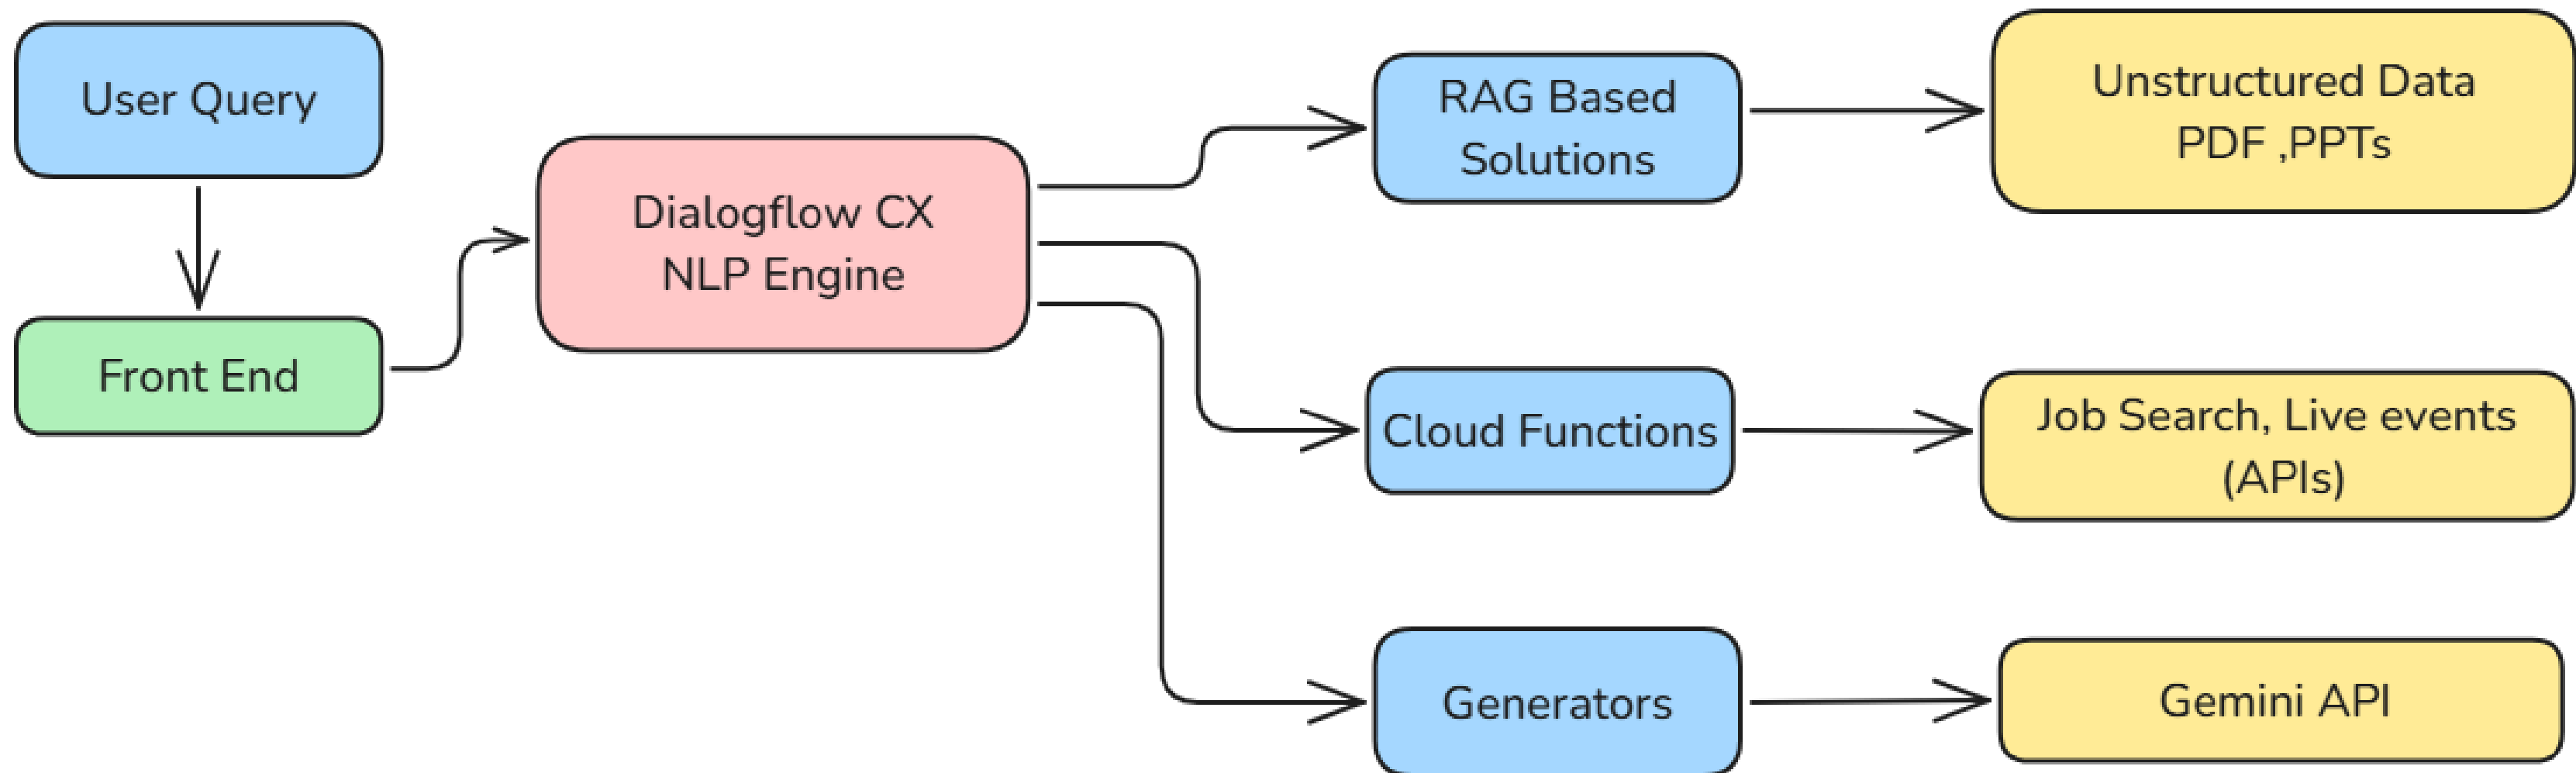 User Query
Front End
Dialogflow CX
NLP Engine
RAG Based
Solutions
Unstructured Data
PDF ,PPTs
Cloud Functions
Job Search, Live events
(APIs)
Generators
Gemini API